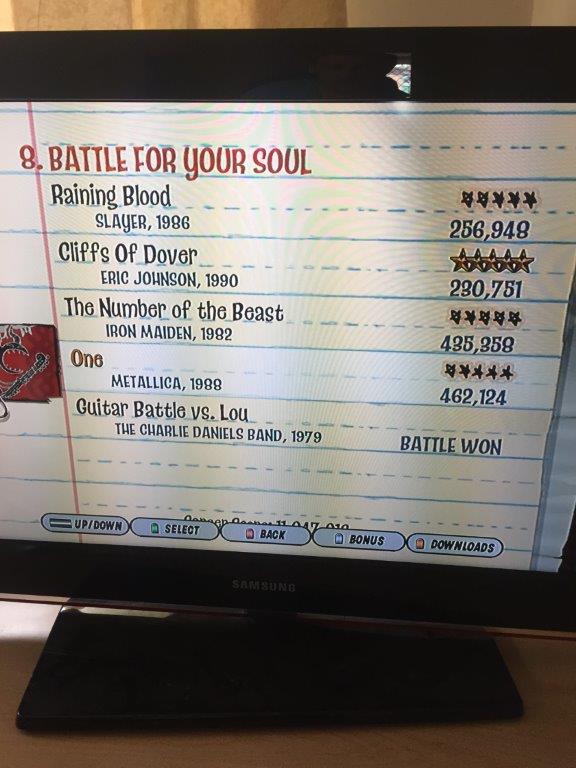 8. BATTLE FOR YOUR SOUL
Raining Blood
SLAYER, 1986
256,948
Cliffs Of Dover
ERIC JOHNSON, 1990
230,751
The Number of the Beast
IRON MAIDEN, 1982
435,358
One
METALLICA, 1988
462,124
Guitar Battle vs. Lou
THE CHARLIE DANIELS BAND, 1979
BATTLE WON
UP/DOWN
SELECT
BACK
BONUS
DOWNLOADS
SAMSUNG